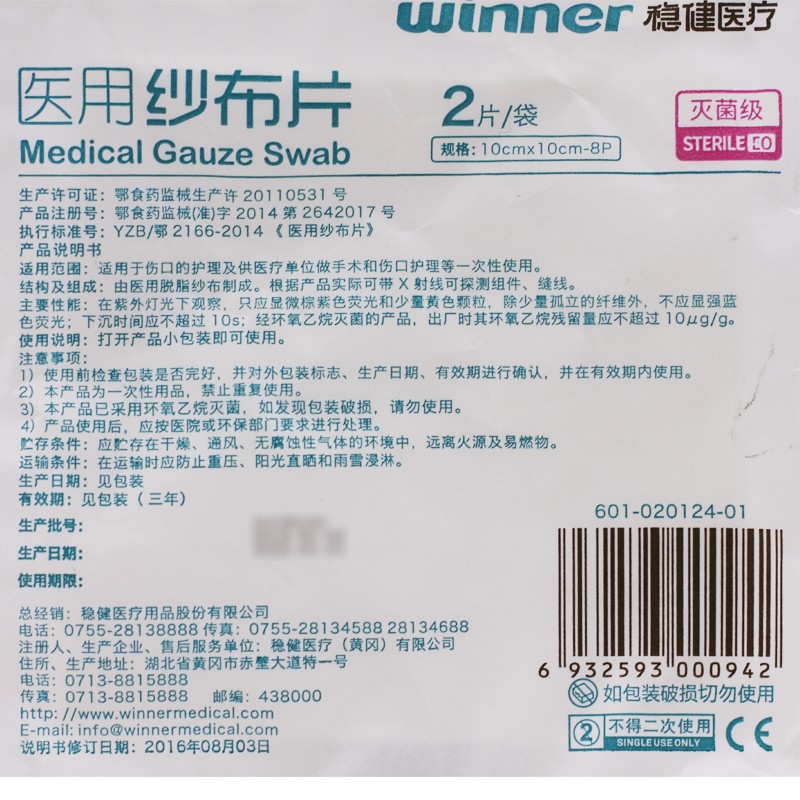 winner 稳健医疗
医用纱布片
Medical Gauze Swab
2片/袋
规格: 10cmx10cm-8P
灭菌级
STERILE EO
生产许可证: 鄂食药监械生产许 20110531 号
产品注册号: 鄂食药监械(准)字 2014 第 2642017 号
执行标准号: YZB/鄂 2166-2014《 医用纱布片》
产品说明书
适用范围: 适用于伤口的护理及供医疗单位做手术和伤口护理等一次性使用。
结构及组成: 由医用脱脂纱布制成。根据产品实际可带 X 射线可探测组件、缝线。
主要性能: 在紫外灯光下观察, 只应显微棕紫色荧光和少量黄色颗粒, 除少量孤立的纤维外, 不应显强蓝
色荧光; 下沉时间应不超过 10s; 经环氧乙烷灭菌的产品, 出厂时其环氧乙烷残留量应不超过 10μg/g。
使用说明: 打开产品小包装即可使用。
注意事项:
1) 使用前检查包装是否完好, 并对外包装标志、生产日期、有效期进行确认, 并在有效期内使用。
2) 本产品为一次性用品, 禁止重复使用。
3) 本产品已采用环氧乙烷灭菌, 如发现包装破损, 请勿使用。
4) 产品使用后, 应按医院或环保部门要求进行处理。
贮存条件: 应贮存在干燥、通风、无腐蚀性气体的环境中, 远离火源及易燃物。
运输条件: 在运输时应防止重压、阳光直晒和雨雪浸淋。
生产日期: 见包装
有效期: 见包装 ( 三年)
生产批号:
生产日期:
使用期限:
601-020124-01
总经销: 稳健医疗用品股份有限公司
电话: 0755-28138888 传真: 0755-28134588 28134688
注册人、生产企业、售后服务单位: 稳健医疗 (黄冈) 有限公司
住所、生产地址: 湖北省黄冈市赤壁大道特一号
电话: 0713-8815888
传真: 0713-8815888 邮编: 438000
http://www.winnermedical.com
E-mail: info@winnermedical.com
说明书修订日期: 2016年08月03日
6 932593 000942
如包装破损切勿使用
2 不得二次使用
SINGLE USE ONLY
CE